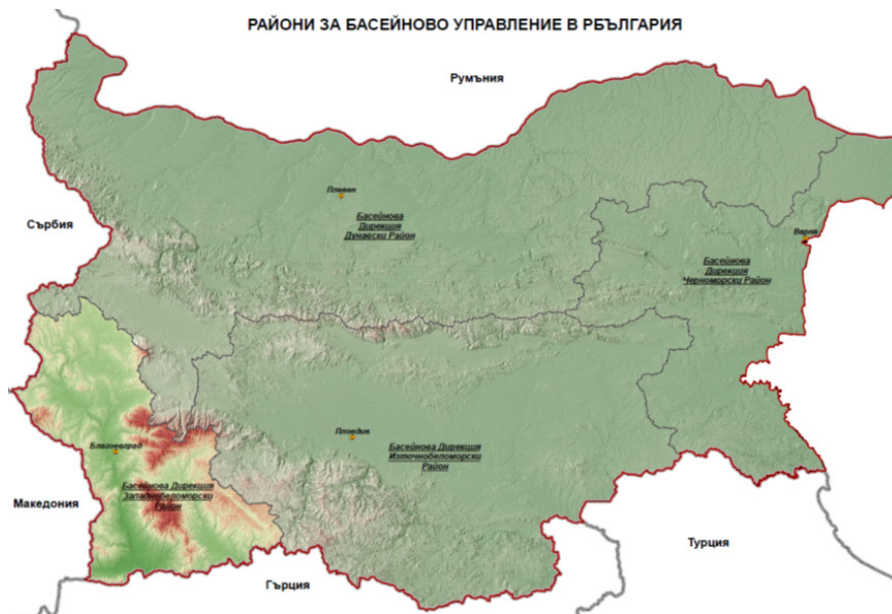 РАЙОНИ ЗА БАСЕЙНОВО УПРАВЛЕНИЕ В РБЪЛГАРИЯ
Румъния
Плевен
Басейнова
Дирекция
Дунавски Район
Сърбия
Варна
Басейнова
Дирекция
Черноморски Район
Пловдив
Благоевград
Басейнова Дирекция
Източнобеломорски
Район
Басейнова Дирекция
Западнобеломорски
Район
Македония
Турция
Гърция